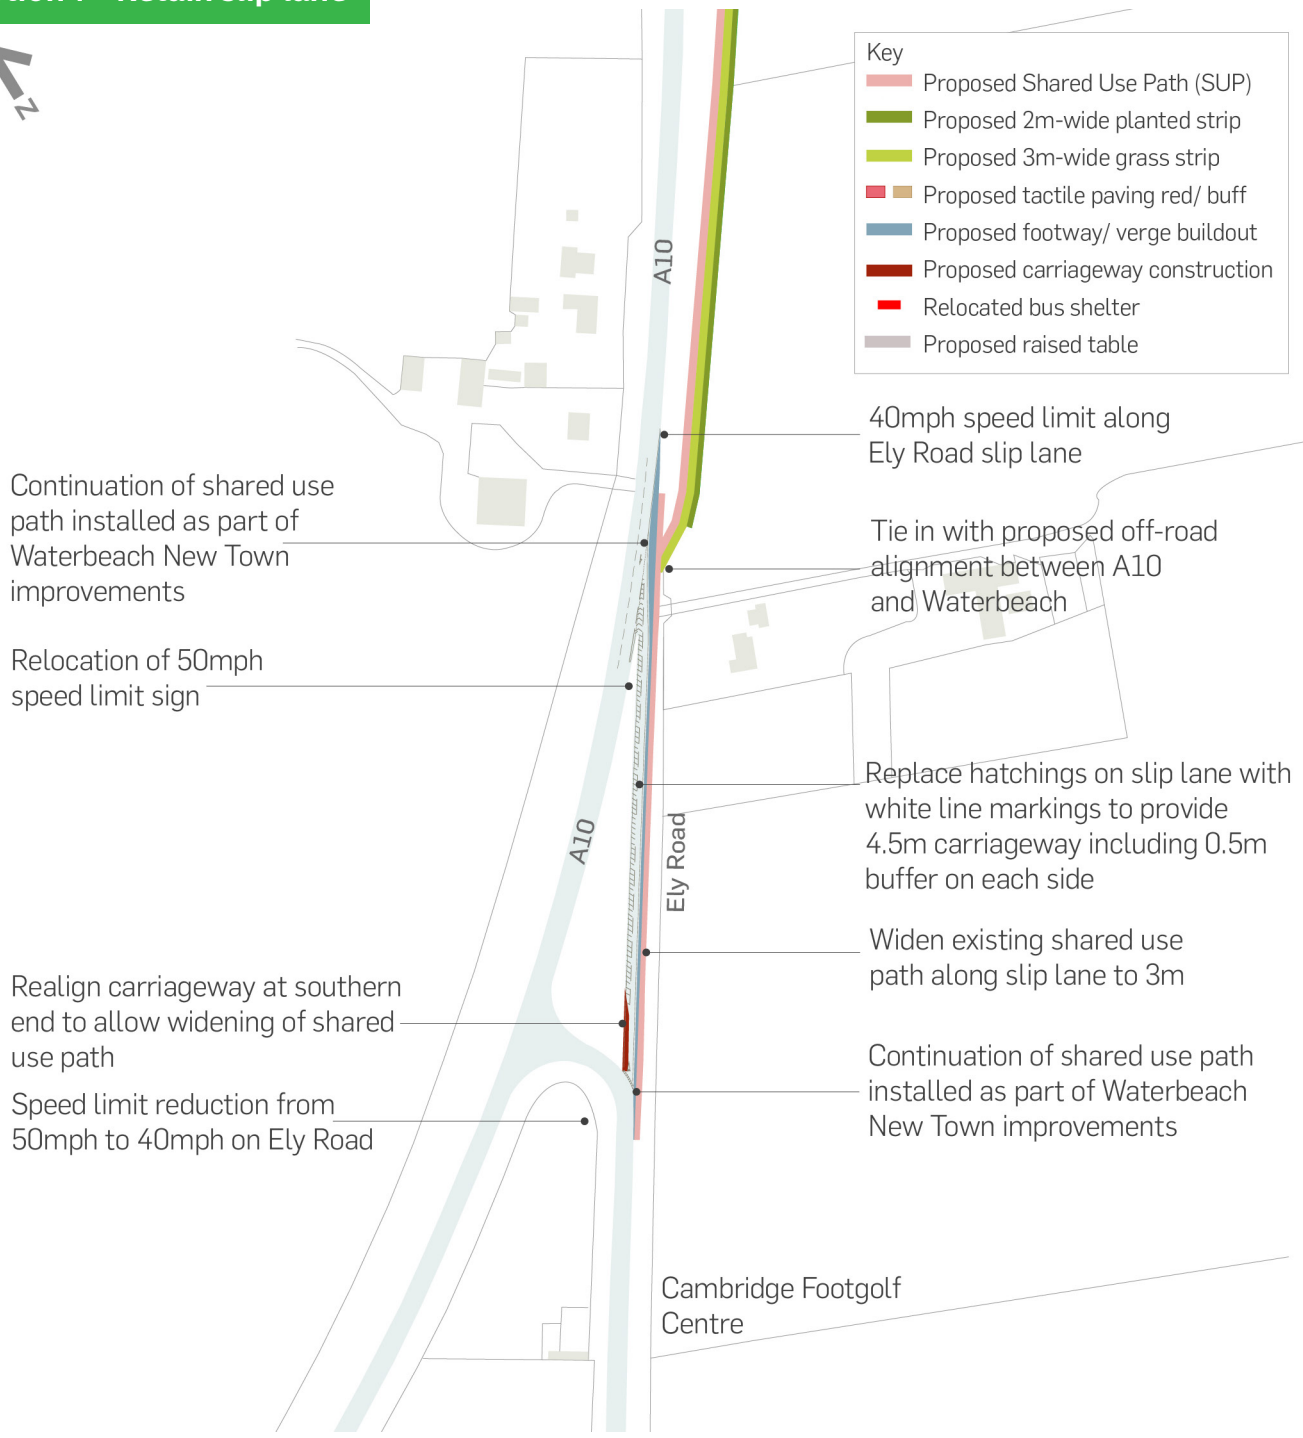 Retain slip lane
N
Key
Proposed Shared Use Path (SUP)
Proposed 2m-wide planted strip
Proposed 3m-wide grass strip
Proposed tactile paving red/ buff
Proposed footway/ verge buildout
Proposed carriageway construction
Relocated bus shelter
Proposed raised table
A10
40mph speed limit along
Ely Road slip lane
Continuation of shared use
path installed as part of
Waterbeach New Town
improvements
Tie in with proposed off-road
alignment between A10
and Waterbeach
Relocation of 50mph
speed limit sign
Replace hatchings on slip lane with
white line markings to provide
4.5m carriageway including 0.5m
buffer on each side
A10
Ely Road
Widen existing shared use
path along slip lane to 3m
Realign carriageway at southern
end to allow widening of shared
use path
Continuation of shared use path
installed as part of Waterbeach
New Town improvements
Speed limit reduction from
50mph to 40mph on Ely Road
Cambridge Footgolf
Centre